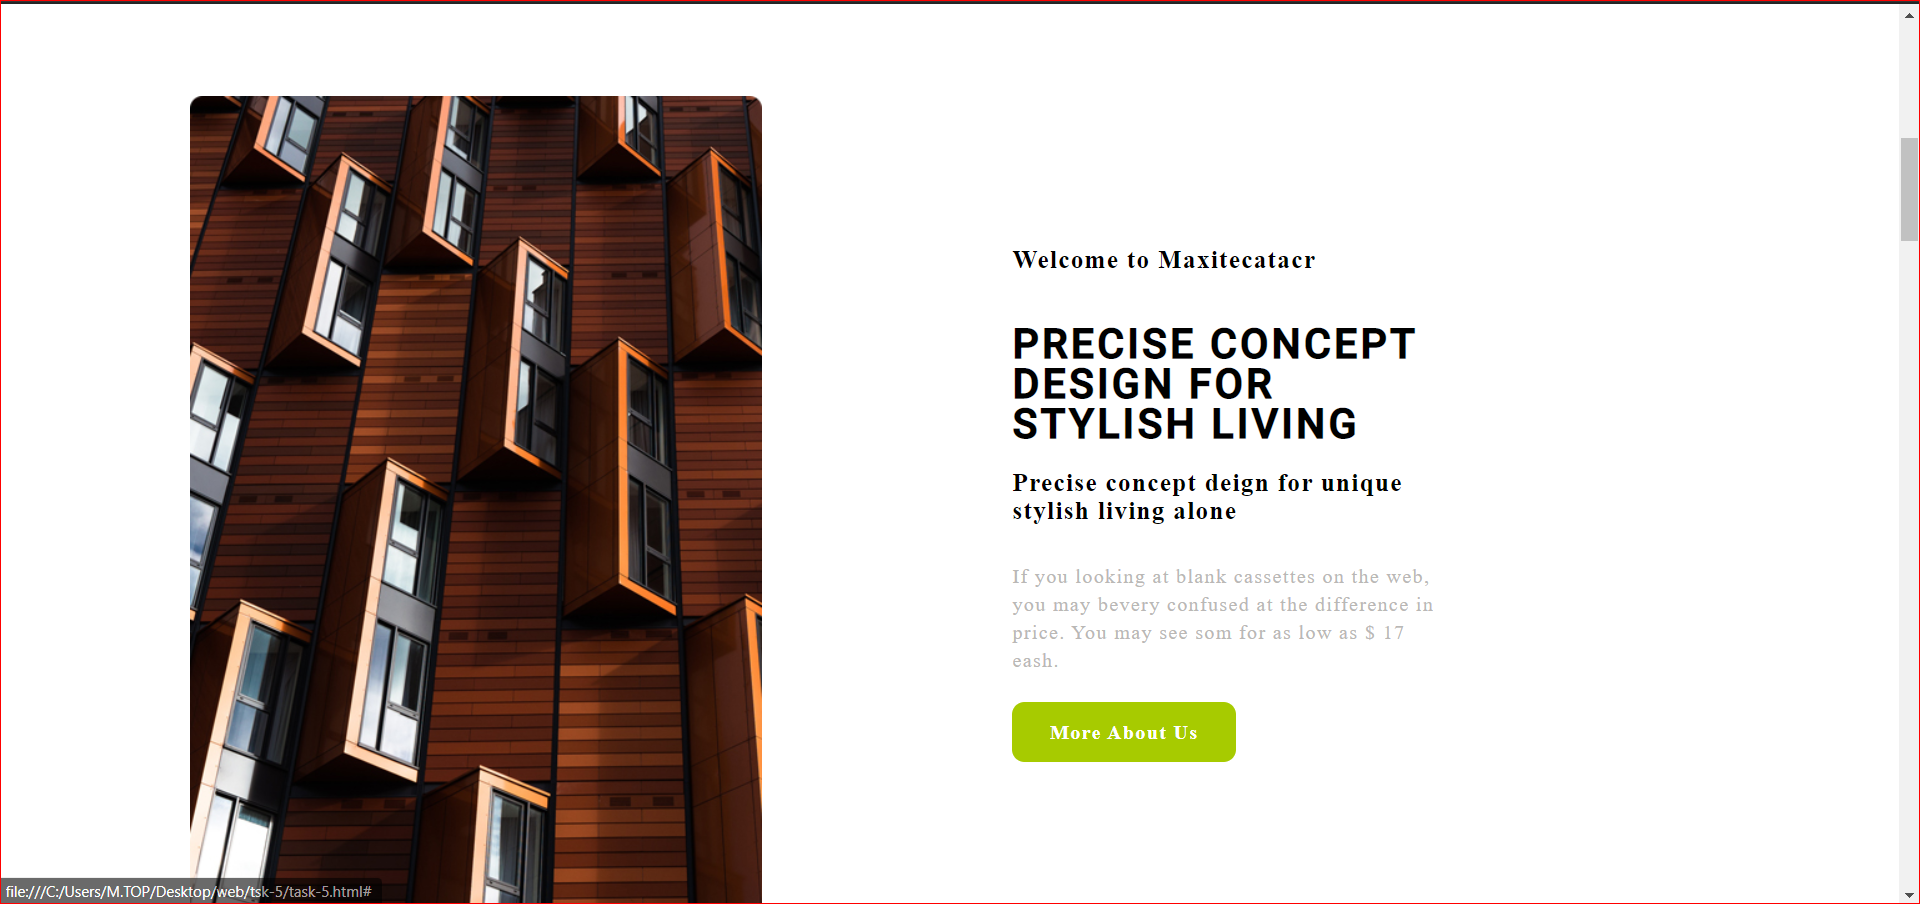 Welcome to Maxitecatacr
PRECISE CONCEPT
DESIGN FOR
STYLISH LIVING
Precise concept deign for unique
stylish living alone
If you looking at blank cassettes on the web,
you may bevery confused at the difference in
price. You may see som for as low as $ 17
eash.
More About Us
file:///C:/Users/M.TOP/Desktop/web/tsk-5/task-5.html#